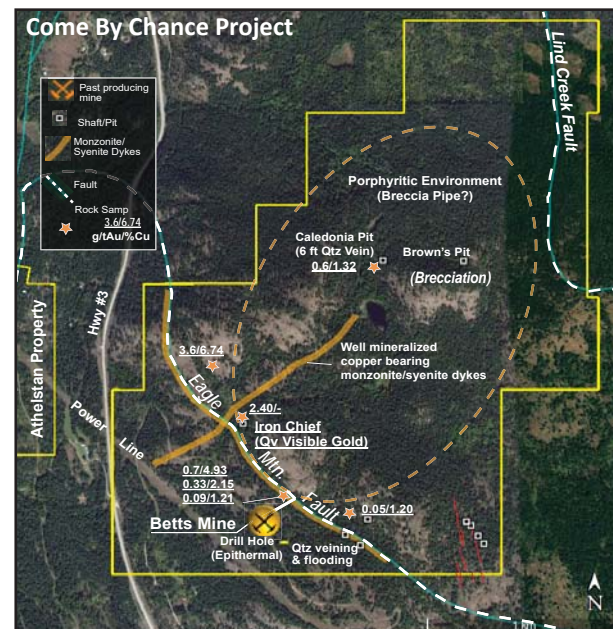 Come By Chance Project
Past producing
mine
Shaft/Pit
Monzonite/
Syenite Dykes
Fault
Rock Samp
3.6/6.74
g/tAu/%Cu
Lind Creek Fault
Porphyritic Environment
(Breccia Pipe?)
Caledonia Pit
(6 ft Qtz Vein)
0.6/1.32
Brown's Pit
(Brecciation)
Athelstan Property
Hwy #3
Well mineralized
copper bearing
monzonite/syenite dykes
3.6/6.74
Eagle
Mtn.
Fault
Power
Line
2.40/-
Iron Chief
(Qv Visible Gold)
0.7/4.93
0.33/2.15
0.09/1.21
0.05/1.20
Betts Mine
Drill Hole
(Epithermal)
Qtz veining
& flooding
N